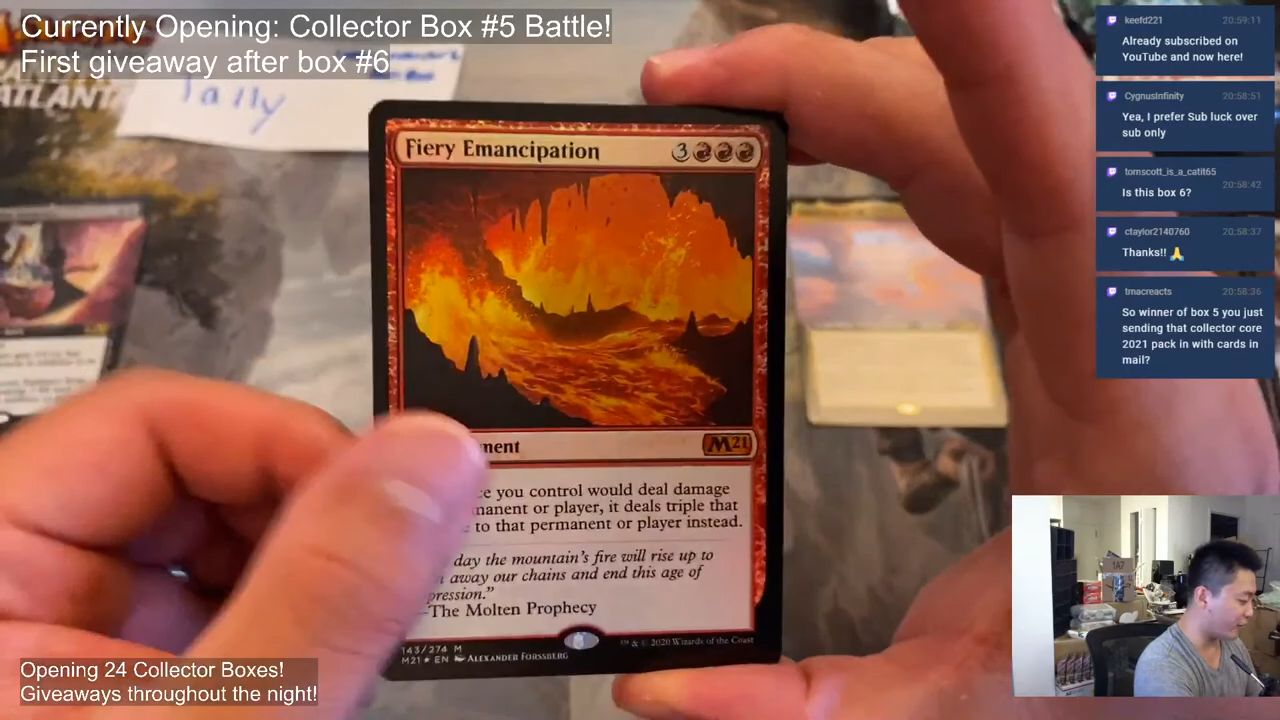 Currently Opening: Collector Box #5 Battle!
First giveaway after box #6
ATLANTA
Tally
Fiery Emancipation
3
ment
M21
ce you control would deal damage
manent or player, it deals triple that
to that permanent or player instead.
day the mountain's fire will rise up to
away our chains and end this age of
pression."
—The Molten Prophecy
143/274 M
M21 ★ EN ALEXANDER FORSSBERG
™ & © 2020 Wizards of the Coast
Opening 24 Collector Boxes!
Giveaways throughout the night!
keefd221 20:59:11
Already subscribed on
YouTube and now here!
CygnusInfinity 20:58:51
Yea, I prefer Sub luck over
sub only
tomscott_is_a_catit65 20:58:42
Is this box 6?
ctaylor2140760 20:58:37
Thanks!! 🙏
tmacreacts 20:58:36
So winner of box 5 you just
sending that collector core
2021 pack in with cards in
mail?
1A7